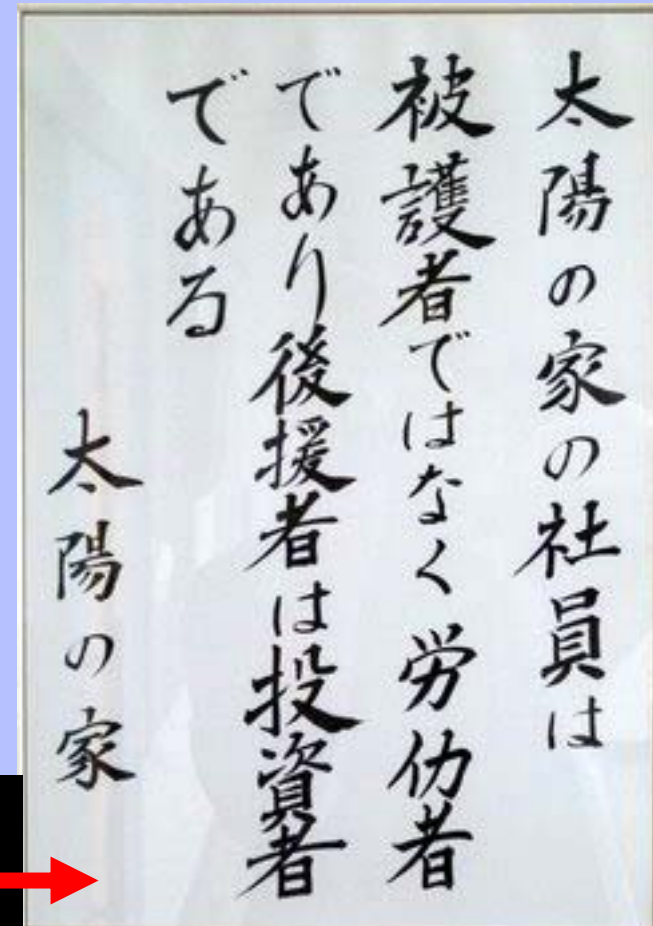 太陽の家の社員は
被護者ではなく労仂者
であり後援者は投資者
である
太陽の家